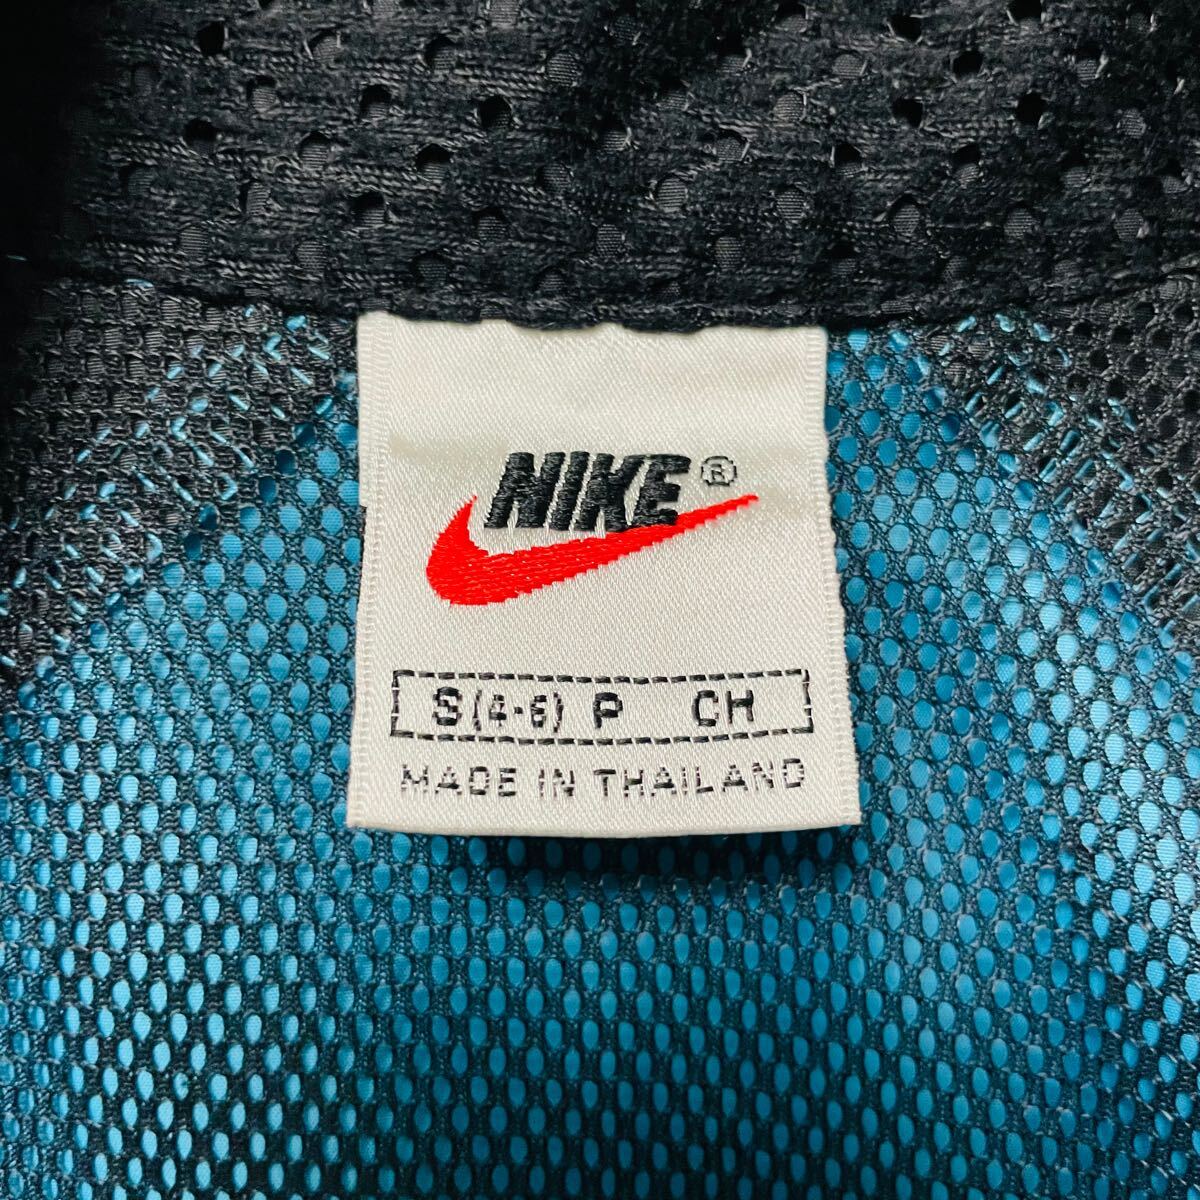 NIKE®
S(4-6) P CH
MADE IN THAILAND